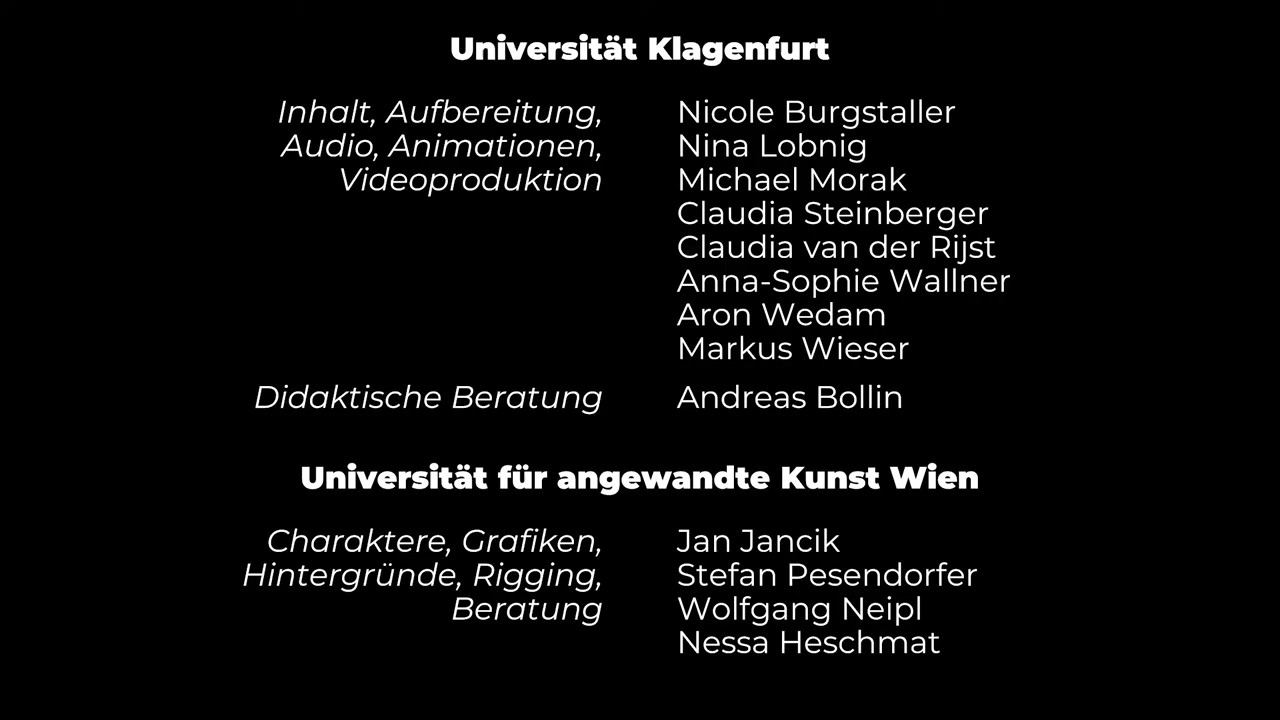 Universität Klagenfurt
Inhalt, Aufbereitung, Nicole Burgstaller
Audio, Animationen, Nina Lobnig
Videoproduktion Michael Morak
Claudia Steinberger
Claudia van der Rijst
Anna-Sophie Wallner
Aron Wedam
Markus Wieser
Didaktische Beratung Andreas Bollin
Universität für angewandte Kunst Wien
Charaktere, Grafiken, Jan Jancik
Hintergründe, Rigging, Stefan Pesendorfer
Beratung Wolfgang Neipl
Nessa Heschmat